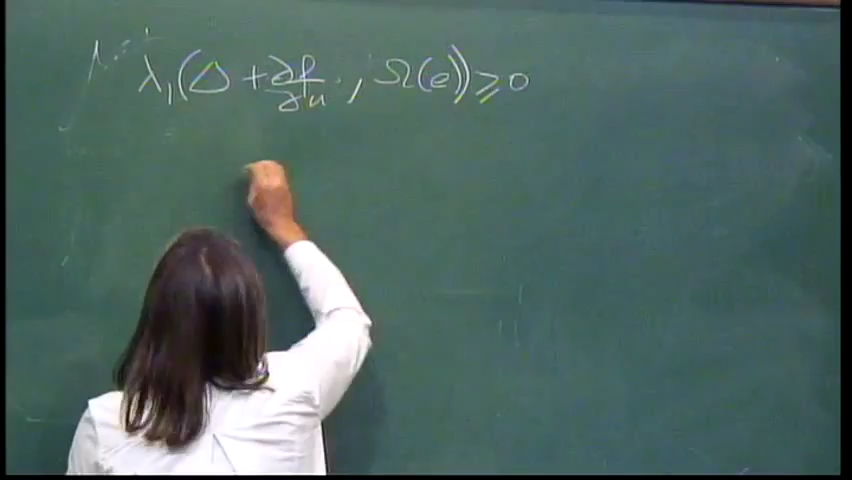 λ₁(Δ + ∂f/∂u , Ω(e)) ⩾ 0